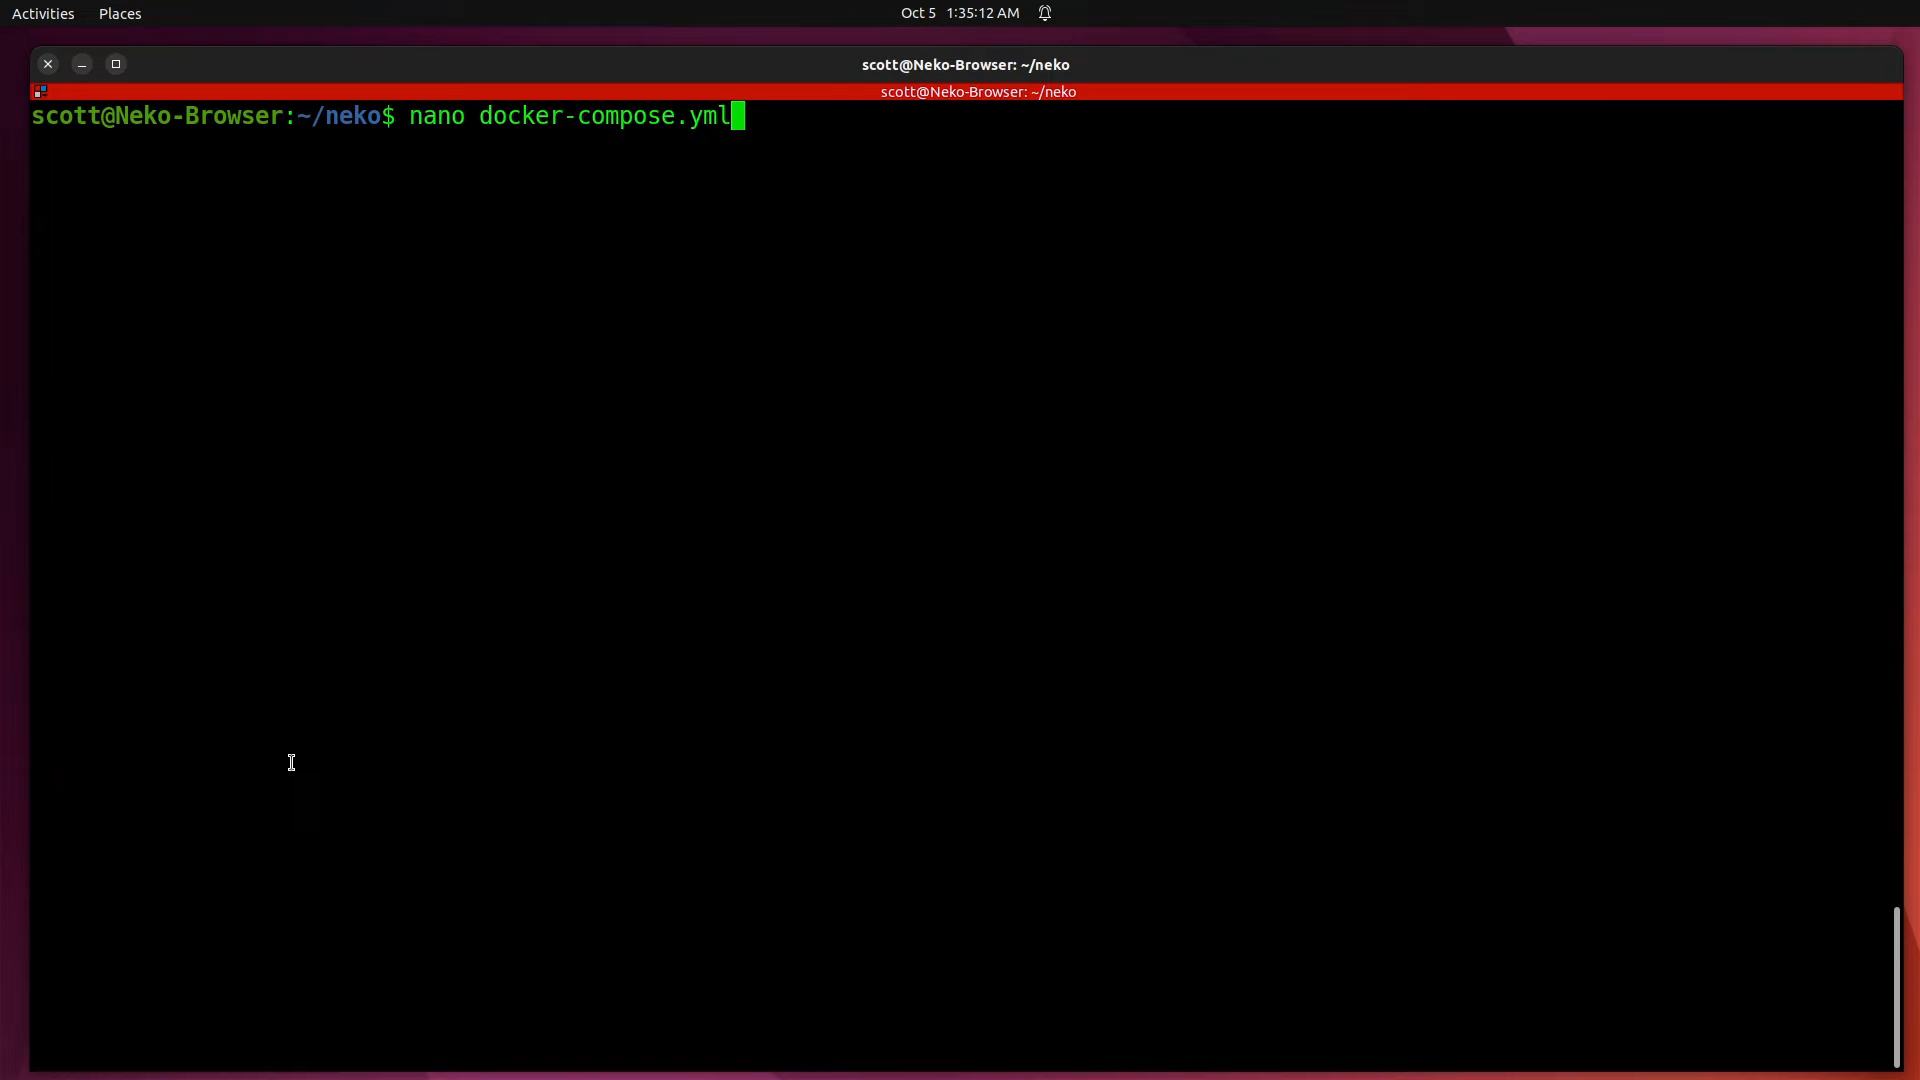 Activities Places Oct 5 1:35:12 AM
scott@Neko-Browser: ~/neko
scott@Neko-Browser: ~/neko
scott@Neko-Browser:~/neko$ nano docker-compose.yml